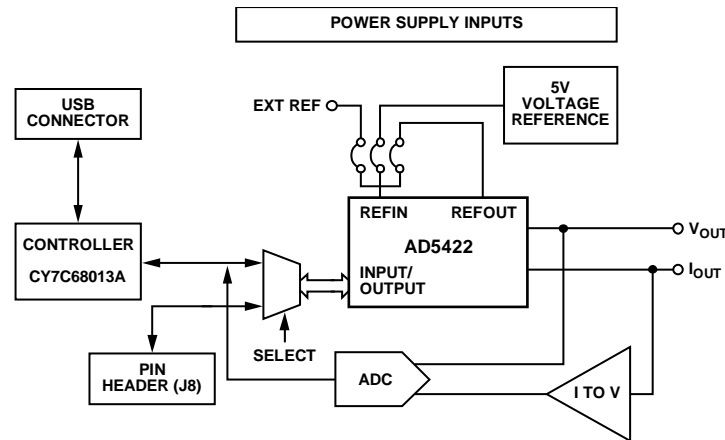 POWER SUPPLY INPUTS
USB
CONNECTOR
EXT REF
5V
VOLTAGE
REFERENCE
REFIN
REFOUT
AD5422
INPUT/
OUTPUT
CONTROLLER
CY7C68013A
VOUT
IOUT
SELECT
PIN
HEADER (J8)
ADC
I TO V